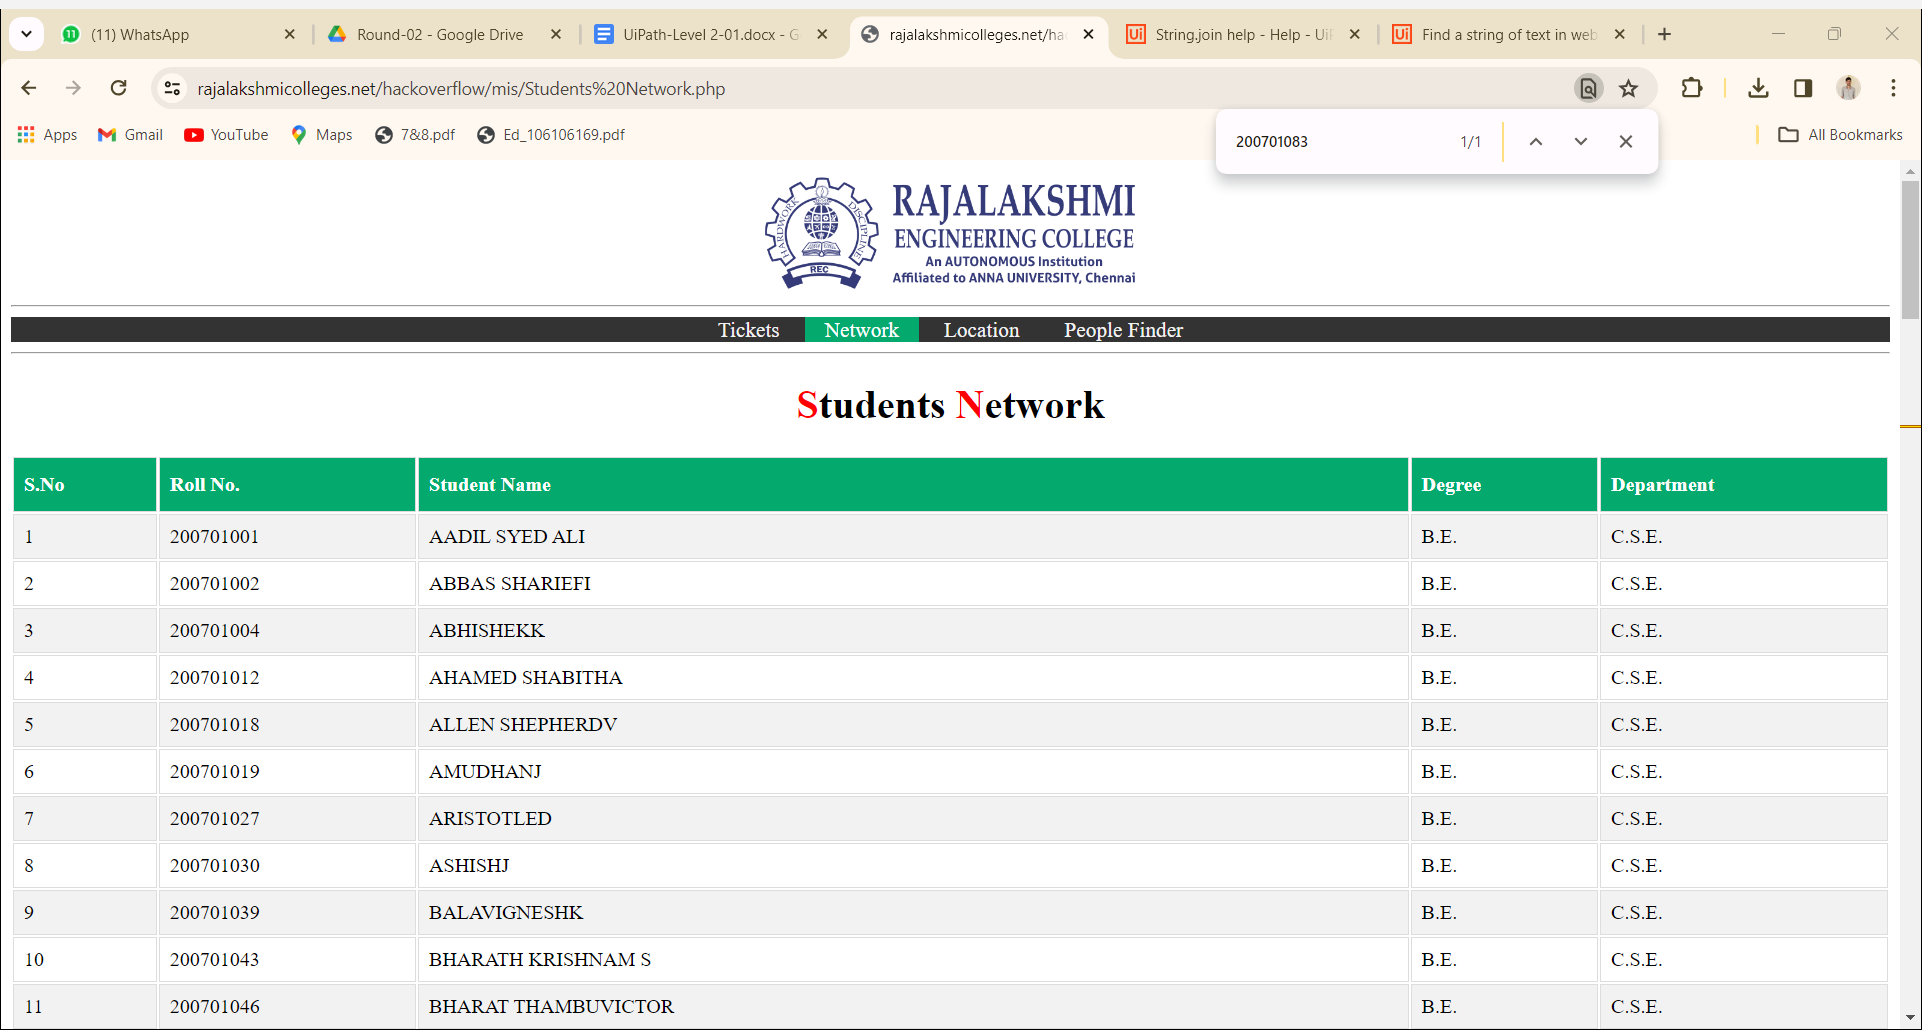 11 (11) WhatsApp
Round-02 - Google Drive
UiPath-Level 2-01.docx - G
rajalakshmicolleges.net/ha
Ui String.join help - Help - Ui
Ui Find a string of text in web
rajalakshmicolleges.net/hackoverflow/mis/Students%20Network.php
Apps Gmail YouTube Maps 7&8.pdf Ed_106106169.pdf
All Bookmarks
200701083 1/1
HARDWORK DISCIPLINE
REC
RAJALAKSHMI
ENGINEERING COLLEGE
An AUTONOMOUS Institution
Affiliated to ANNA UNIVERSITY, Chennai
Tickets Network Location People Finder
Students Network
S.No Roll No. Student Name Degree Department
1 200701001 AADIL SYED ALI B.E. C.S.E.
2 200701002 ABBAS SHARIEFI B.E. C.S.E.
3 200701004 ABHISHEKK B.E. C.S.E.
4 200701012 AHAMED SHABITHA B.E. C.S.E.
5 200701018 ALLEN SHEPHERDV B.E. C.S.E.
6 200701019 AMUDHANJ B.E. C.S.E.
7 200701027 ARISTOTLED B.E. C.S.E.
8 200701030 ASHISHJ B.E. C.S.E.
9 200701039 BALAVIGNESHK B.E. C.S.E.
10 200701043 BHARATH KRISHNAM S B.E. C.S.E.
11 200701046 BHARAT THAMBUVICTOR B.E. C.S.E.